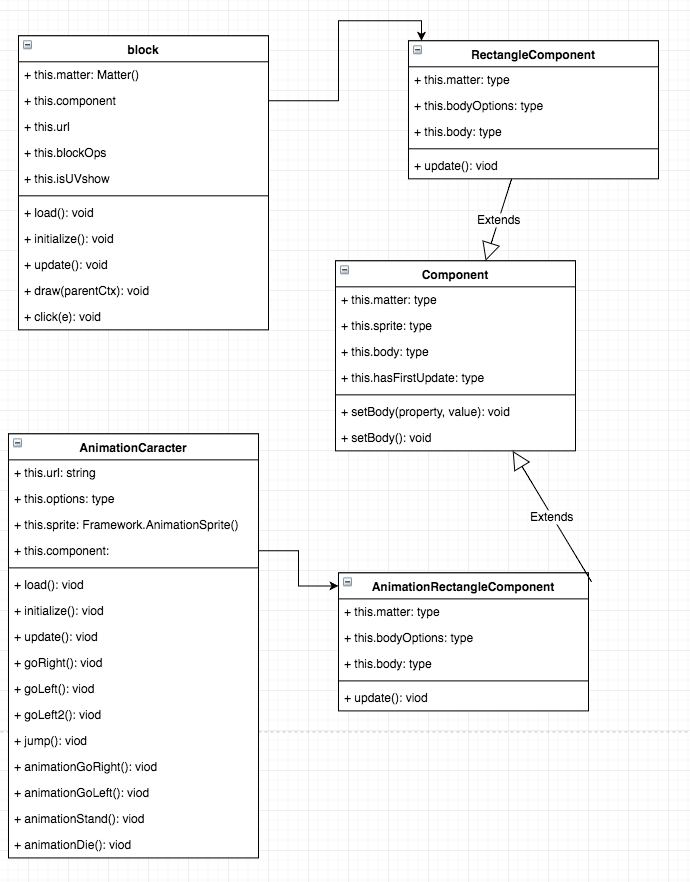 block
+ this.matter: Matter()
+ this.component
+ this.url
+ this.blockOps
+ this.isUVshow
+ load(): void
+ initialize(): void
+ update(): void
+ draw(parentCtx): void
+ click(e): void
RectangleComponent
+ this.matter: type
+ this.bodyOptions: type
+ this.body: type
+ update(): viod
Extends
Component
+ this.matter: type
+ this.sprite: type
+ this.body: type
+ this.hasFirstUpdate: type
+ setBody(property, value): void
+ setBody(): void
AnimationCaracter
+ this.url: string
+ this.options: type
+ this.sprite: Framework.AnimationSprite()
+ this.component:
+ load(): viod
+ initialize(): viod
+ update(): viod
+ goRight(): viod
+ goLeft(): viod
+ goLeft2(): viod
+ jump(): viod
+ animationGoRight(): viod
+ animationGoLeft(): viod
+ animationStand(): viod
+ animationDie(): viod
Extends
AnimationRectangleComponent
+ this.matter: type
+ this.bodyOptions: type
+ this.body: type
+ update(): viod